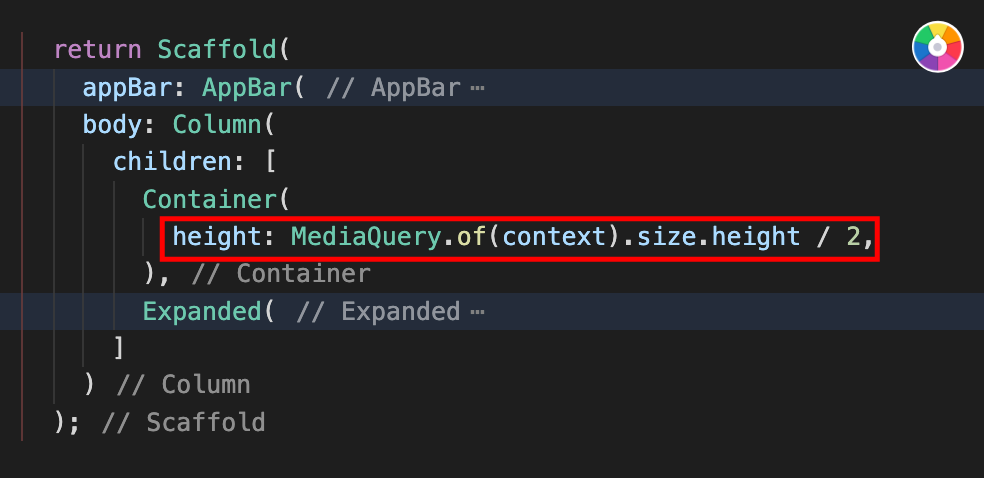 return Scaffold(
appBar: AppBar( // AppBar ⋯
body: Column(
children: [
Container(
height: MediaQuery.of(context).size.height / 2,
), // Container
Expanded( // Expanded ⋯
]
) // Column
); // Scaffold